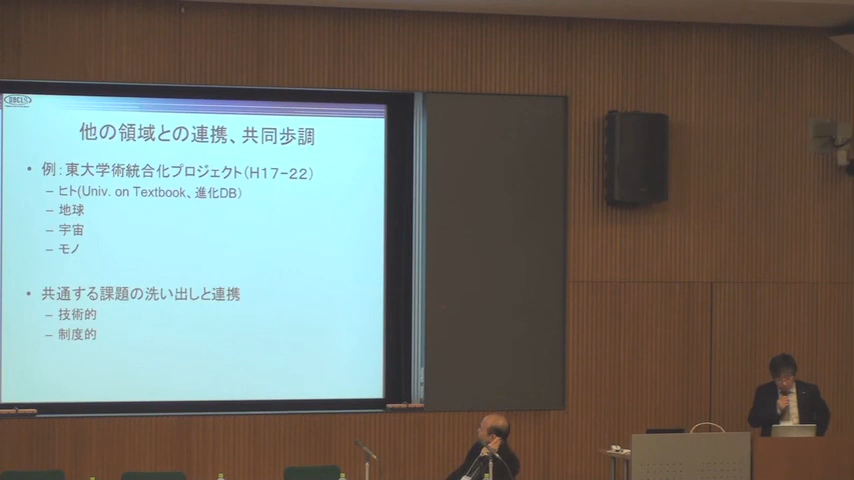 DBCLS
他の領域との連携、共同歩調
• 例：東大学術統合化プロジェクト（H17-22）
– ヒト(Univ. on Textbook、進化DB)
– 地球
– 宇宙
– モノ
• 共通する課題の洗い出しと連携
– 技術的
– 制度的